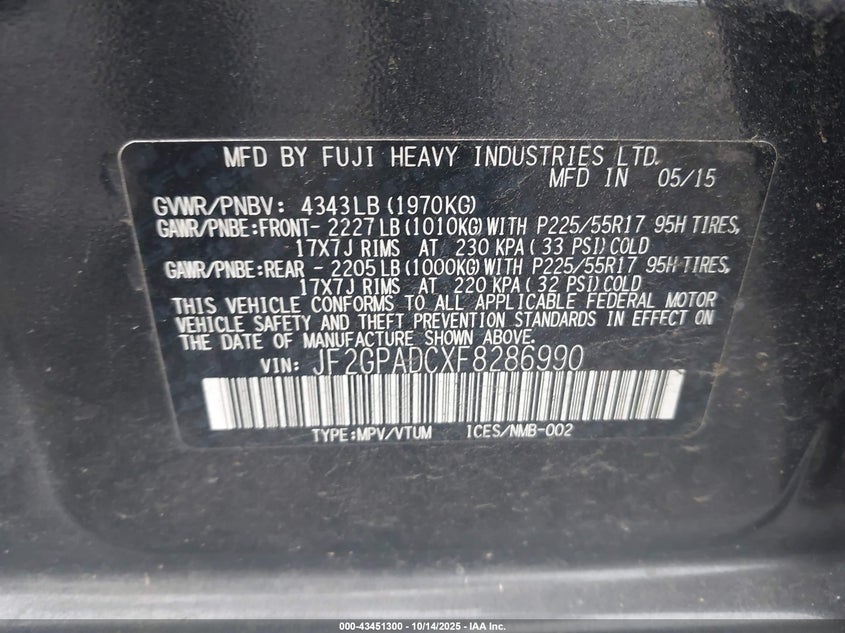 MFD BY FUJI HEAVY INDUSTRIES LTD.
MFD IN 05/15
GVWR/PNBV: 4343LB (1970KG)
GAWR/PNBE:FRONT- 2227LB (1010KG) WITH P225/55R17 95H TIRES,
17X7J RIMS AT 230 KPA ( 33 PSI) COLD
GAWR/PNBE:REAR - 2205LB (1000KG) WITH P225/55R17 95H TIRES,
17X7J RIMS AT 220 KPA ( 32 PSI) COLD
THIS VEHICLE CONFORMS TO ALL APPLICABLE FEDERAL MOTOR
VEHICLE SAFETY AND THEFT PREVENTION STANDARDS IN EFFECT ON
THE DATE OF MANUFACTURE SHOWN ABOVE.
VIN: JF2GPADCXF8286990
TYPE:MPV/VTUM ICES/NMB-002
000-43451300 - 10/14/2025 - IAA Inc.